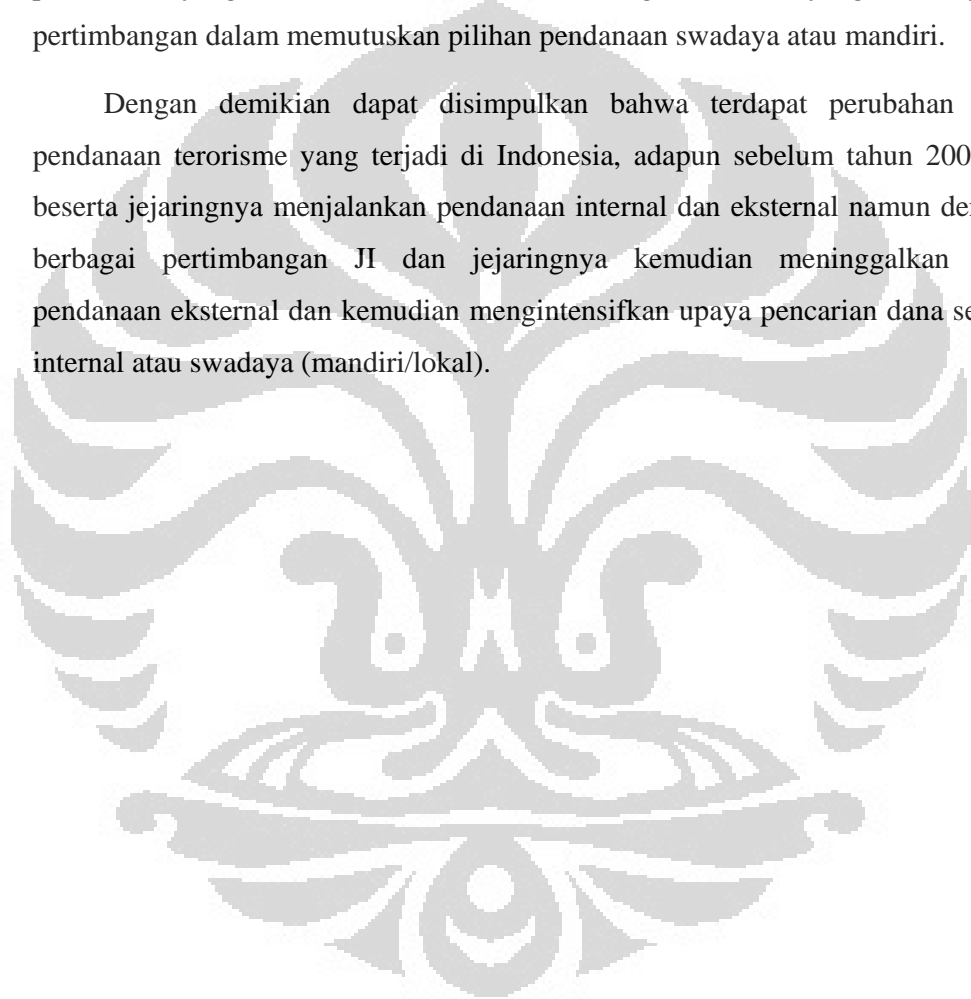 pertimbangan dalam memutuskan pilihan pendanaan swadaya atau mandiri.
Dengan demikian dapat disimpulkan bahwa terdapat perubahan
pendanaan terorisme yang terjadi di Indonesia, adapun sebelum tahun 200
beserta jejaringnya menjalankan pendanaan internal dan eksternal namun
berbagai pertimbangan JI dan jejaringnya kemudian meninggalkan
pendanaan eksternal dan kemudian mengintensifkan upaya pencarian dana
internal atau swadaya (mandiri/lokal).